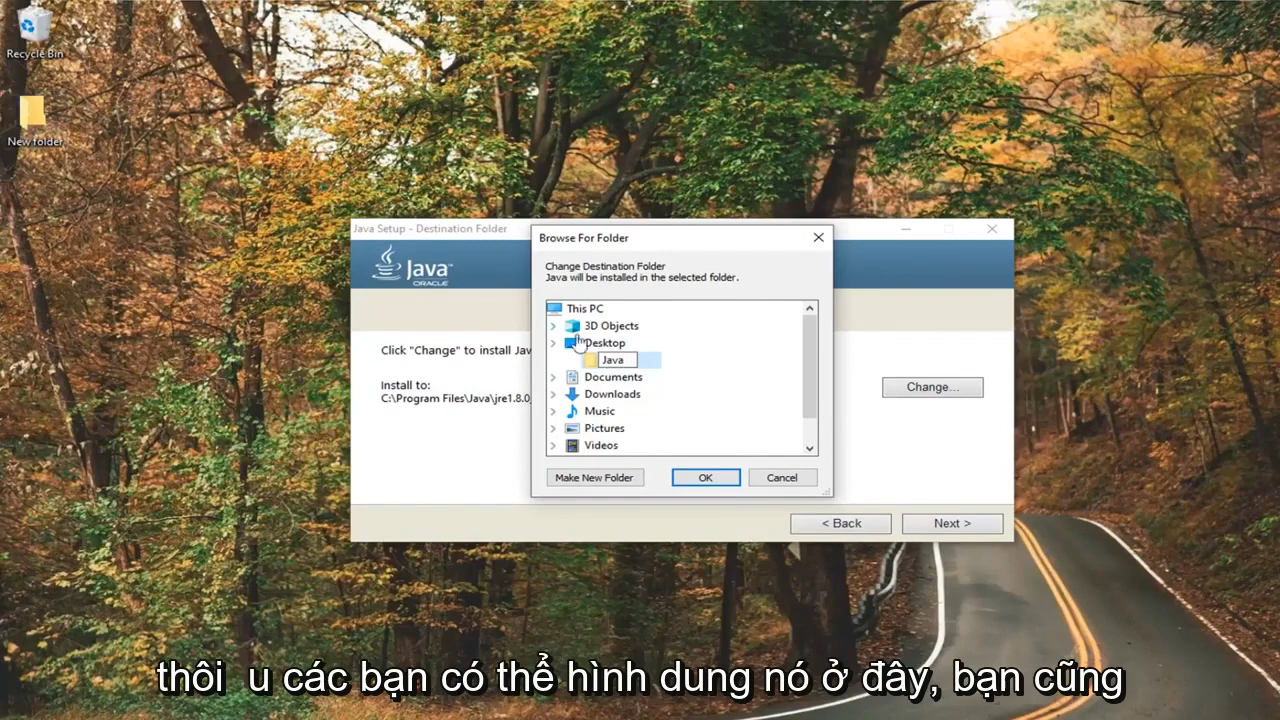 Recycle Bin
New folder
Java Setup - Destination Folder
Java™
ORACLE
Click "Change" to install Jav
Install to:
C:\Program Files\Java\jre1.8.0_
Change...
< Back
Next >
Browse For Folder
Change Destination Folder
Java will be installed in the selected folder.
This PC
3D Objects
Desktop
Java
Documents
Downloads
Music
Pictures
Videos
Make New Folder
OK
Cancel
thôi u các bạn có thể hình dung nó ở đây, bạn cũng